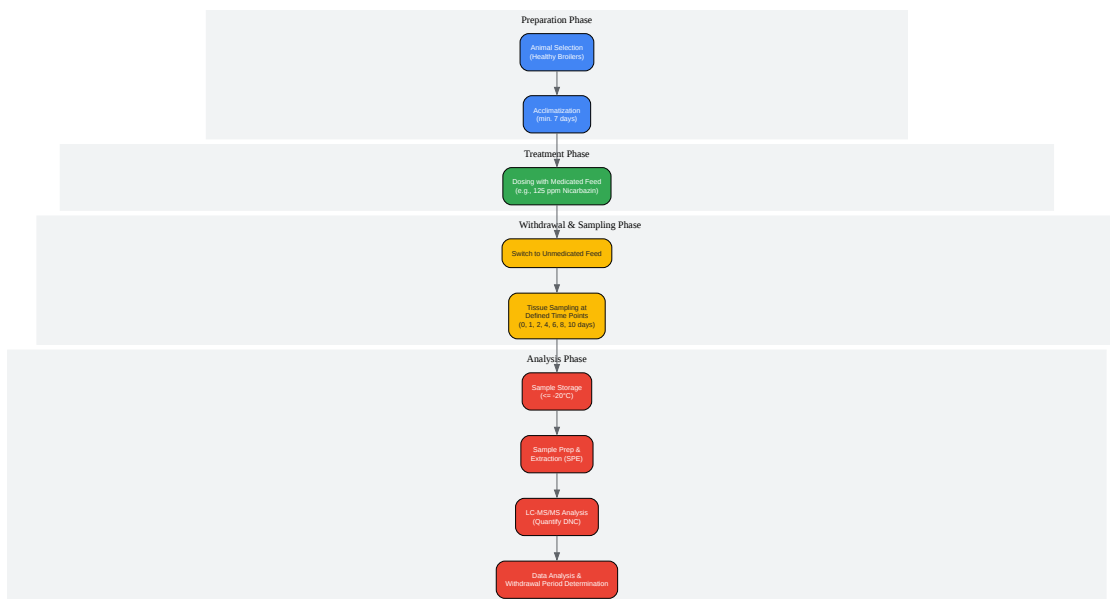 Preparation Phase
Animal Selection
(Healthy Broilers)
Acclimatization
(min. 7 days)
Treatment Phase
Dosing with Medicated Feed
(e.g., 125 ppm Nicarbazin)
Withdrawal & Sampling Phase
Switch to Unmedicated Feed
Tissue Sampling at
Defined Time Points
(0, 1, 2, 4, 6, 8, 10 days)
Analysis Phase
Sample Storage
(<= -20°C)
Sample Prep &
Extraction (SPE)
LC-MS/MS Analysis
(Quantify DNC)
Data Analysis &
Withdrawal Period Determination